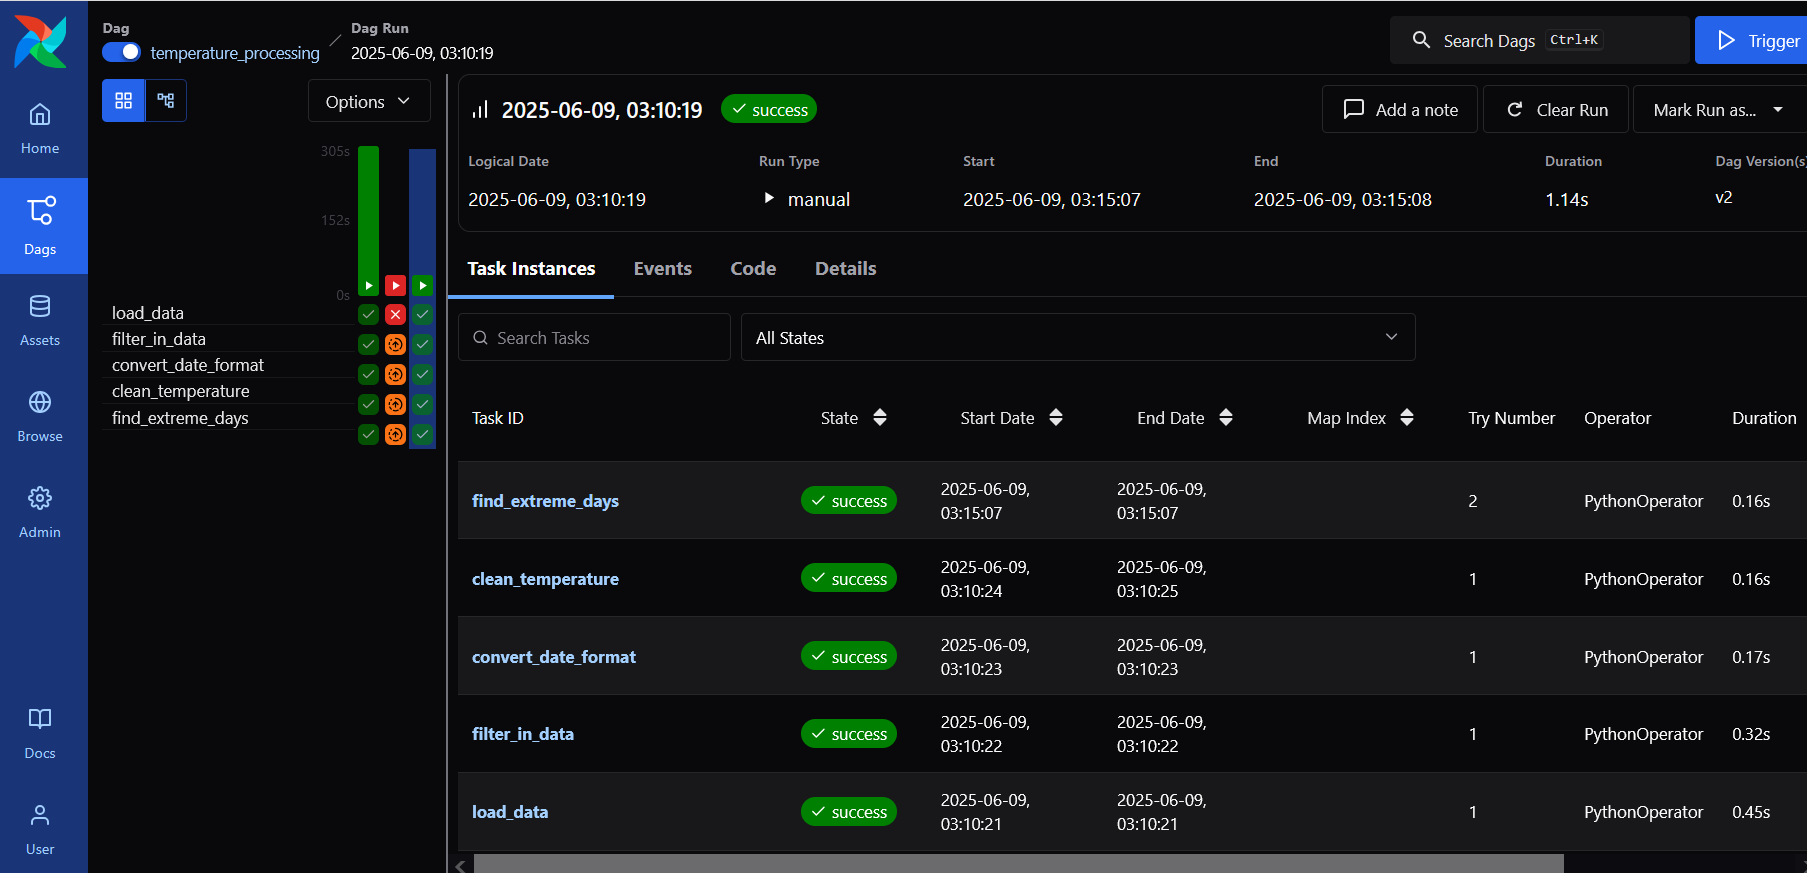 Dag
temperature_processing
Dag Run
2025-06-09, 03:10:19
Search Dags Ctrl+K
Trigger
Home
Dags
Assets
Browse
Admin
Docs
User
Options
305s
152s
0s
load_data
filter_in_data
convert_date_format
clean_temperature
find_extreme_days
2025-06-09, 03:10:19 success
Add a note
Clear Run
Mark Run as...
Logical Date Run Type Start End Duration Dag Version(s)
2025-06-09, 03:10:19 manual 2025-06-09, 03:15:07 2025-06-09, 03:15:08 1.14s v2
Task Instances Events Code Details
Search Tasks
All States
Task ID State Start Date End Date Map Index Try Number Operator Duration
find_extreme_days success 2025-06-09, 03:15:07 2025-06-09, 03:15:07 2 PythonOperator 0.16s
clean_temperature success 2025-06-09, 03:10:24 2025-06-09, 03:10:25 1 PythonOperator 0.16s
convert_date_format success 2025-06-09, 03:10:23 2025-06-09, 03:10:23 1 PythonOperator 0.17s
filter_in_data success 2025-06-09, 03:10:22 2025-06-09, 03:10:22 1 PythonOperator 0.32s
load_data success 2025-06-09, 03:10:21 2025-06-09, 03:10:21 1 PythonOperator 0.45s